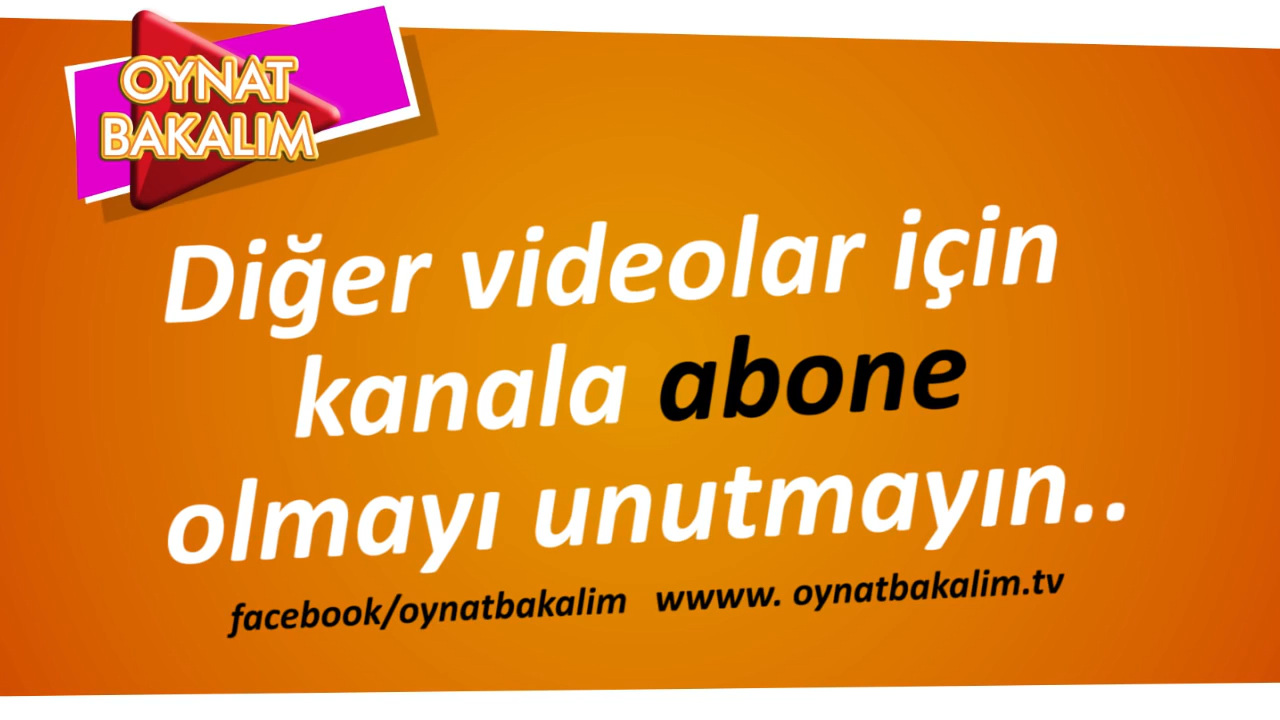 OYNAT
BAKALIM
Diğer videolar için
kanala abone
olmayı unutmayın..
facebook/oynatbakalim wwww. oynatbakalim.tv